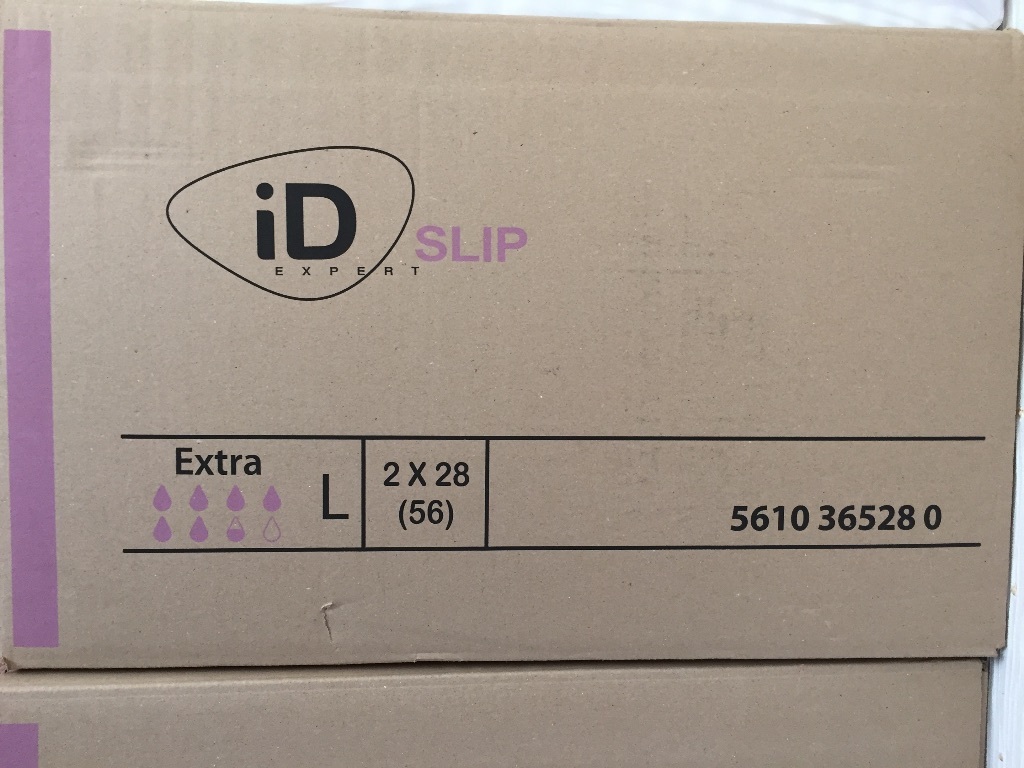 iD
EXPERT
SLIP
Extra
L
2 X 28
(56)
5610 36528 0